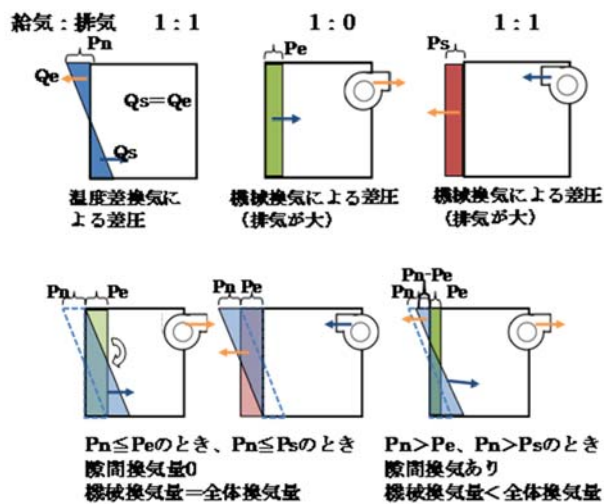 給気：排気 1：1 1：0 1：1
Pn
Pe
Ps
Qe
Qs＝Qe
Qs
温度差換気に
よる差圧
機械換気による差圧
（排気が大）
機械換気による差圧
（排気が大）
Pn Pe
Pn Pe
Pn-Pe
Pn Pe
Pn≦Peのとき、Pn≦Psのとき
隙間換気量0
機械換気量＝全体換気量
Pn>Pe、Pn>Psのとき
隙間換気あり
機械換気量＜全体換気量